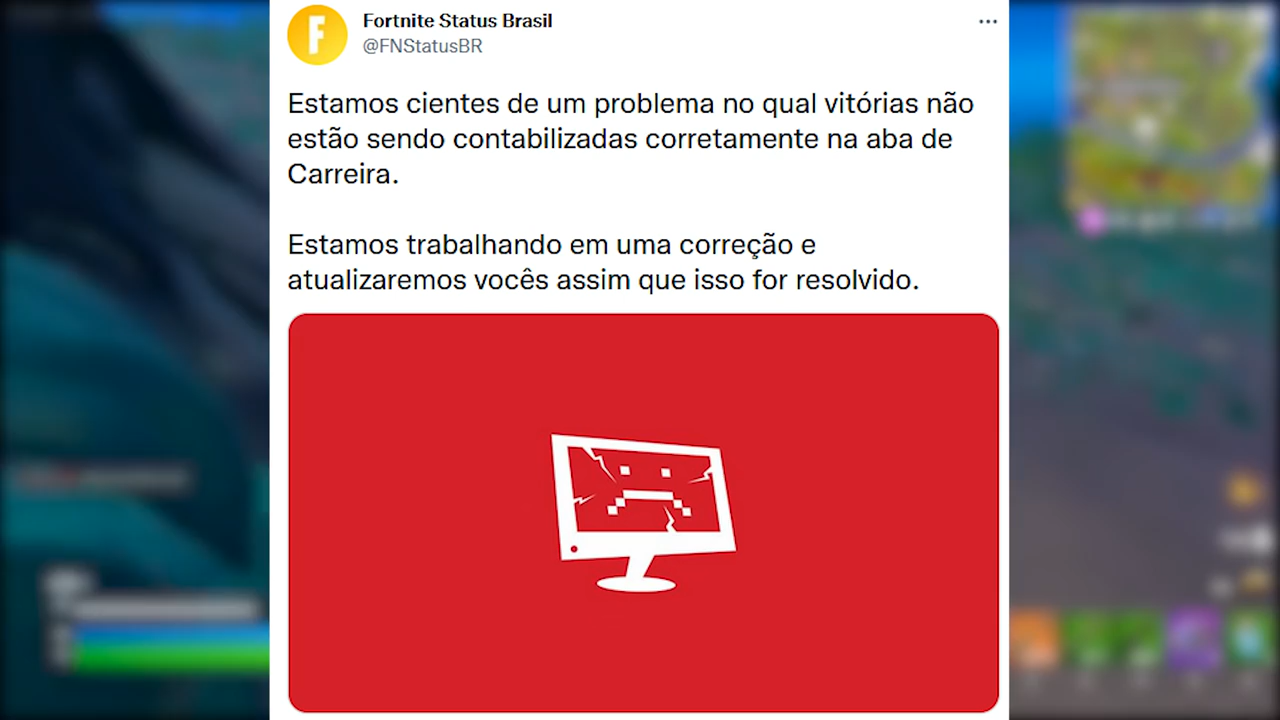 Fortnite Status Brasil
@FNStatusBR
Estamos cientes de um problema no qual vitórias não
estão sendo contabilizadas corretamente na aba de
Carreira.
Estamos trabalhando em uma correção e
atualizaremos vocês assim que isso for resolvido.